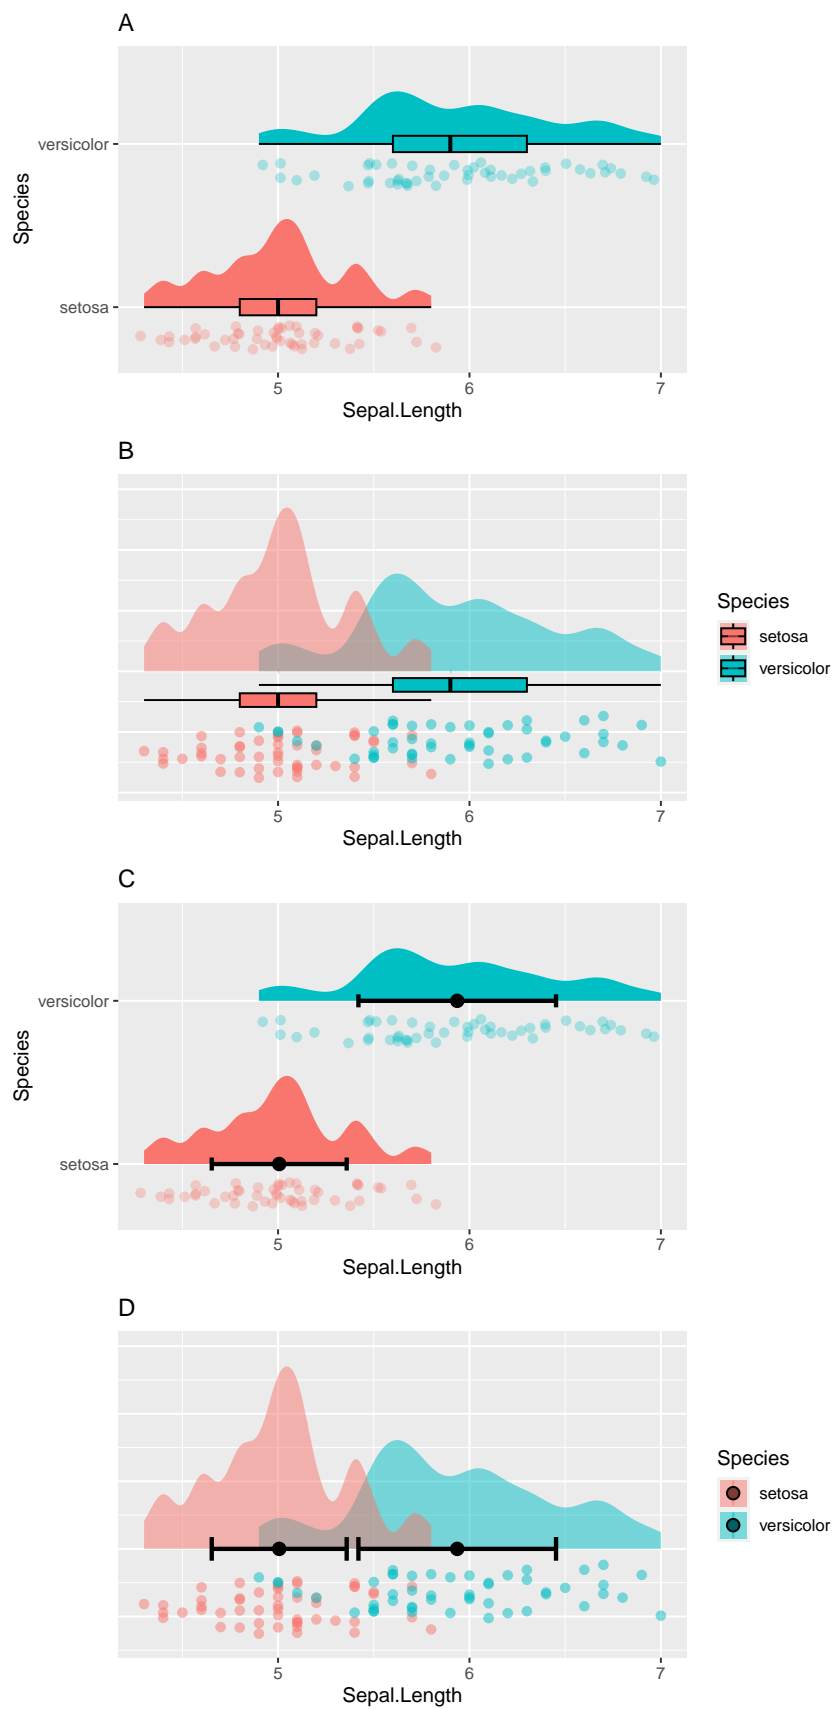 A
versicolor
Species
setosa
5 6 7
Sepal.Length
B
Species
setosa
versicolor
5 6 7
Sepal.Length
C
versicolor
Species
setosa
5 6 7
Sepal.Length
D
Species
setosa
versicolor
5 6 7
Sepal.Length